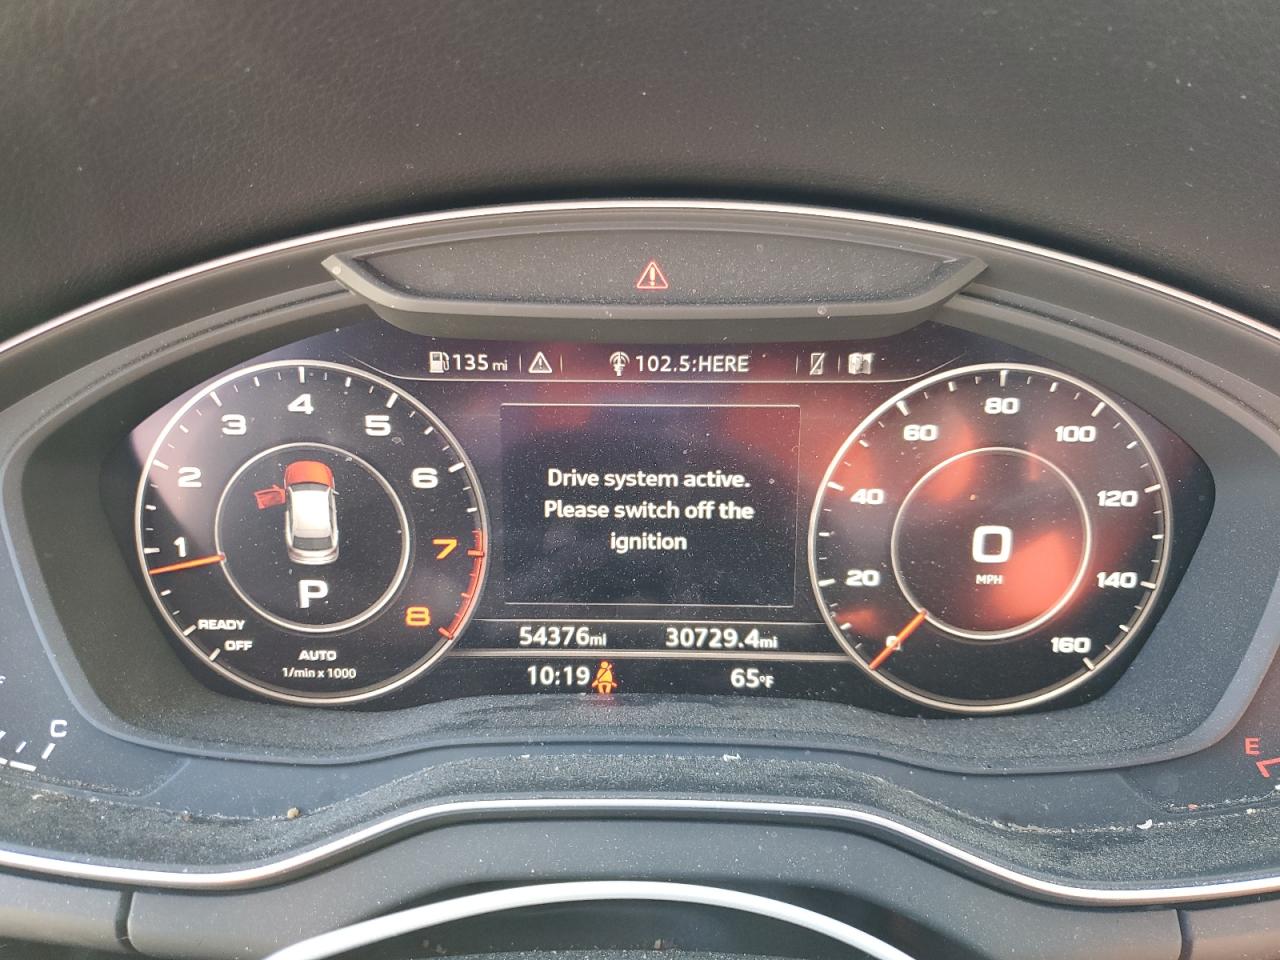 135 mi
102.5:HERE
1
2
3
4
5
6
7
8
READY
OFF
P
AUTO
1/min x 1000
Drive system active.
Please switch off the
ignition
0
20
40
60
80
100
120
140
160
0
MPH
54376mi
30729.4mi
10:19
65°F
C
E